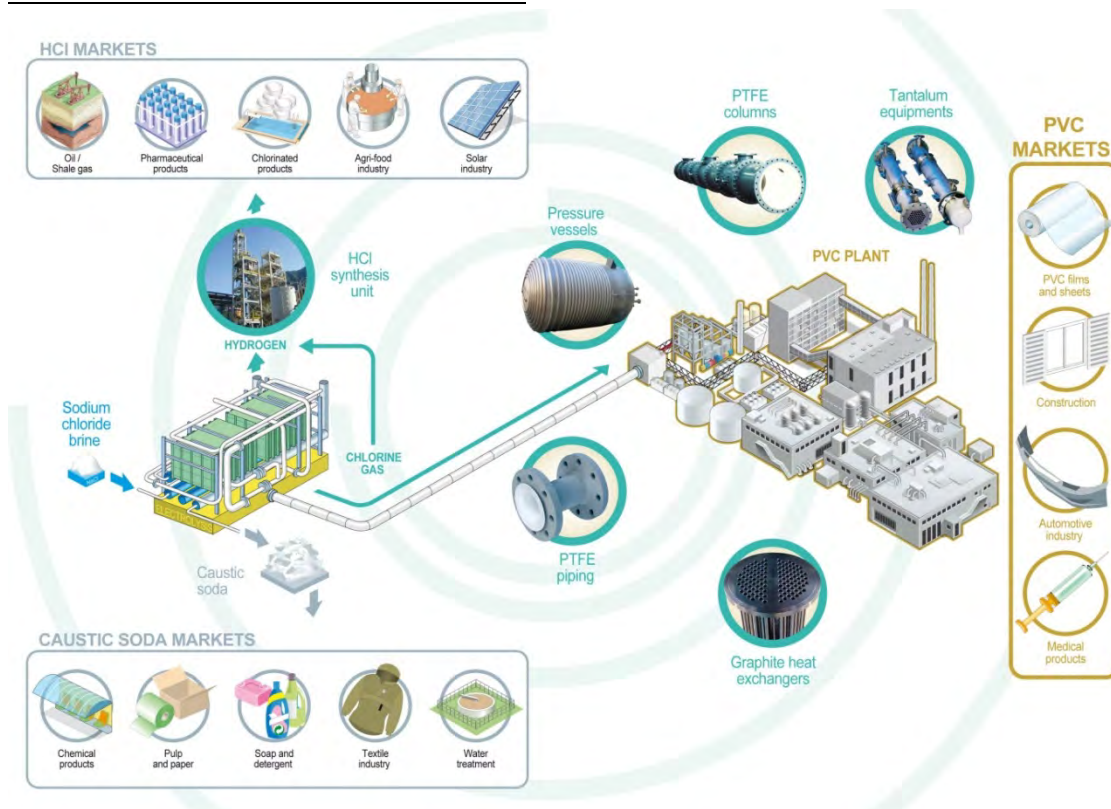 HCl MARKETS
Oil /
Shale gas
Pharmaceutical
products
Chlorinated
products
Agri-food
industry
Solar
industry
HCl
synthesis
unit
HYDROGEN
Sodium
chloride
brine
CHLORINE
GAS
Caustic
soda
CAUSTIC SODA MARKETS
Chemical
products
Pulp
and paper
Soap and
detergent
Textile
industry
Water
treatment
PTFE
columns
Tantalum
equipments
Pressure
vessels
PVC PLANT
PTFE
piping
Graphite heat
exchangers
PVC
MARKETS
PVC films
and sheets
Construction
Automotive
industry
Medical
products